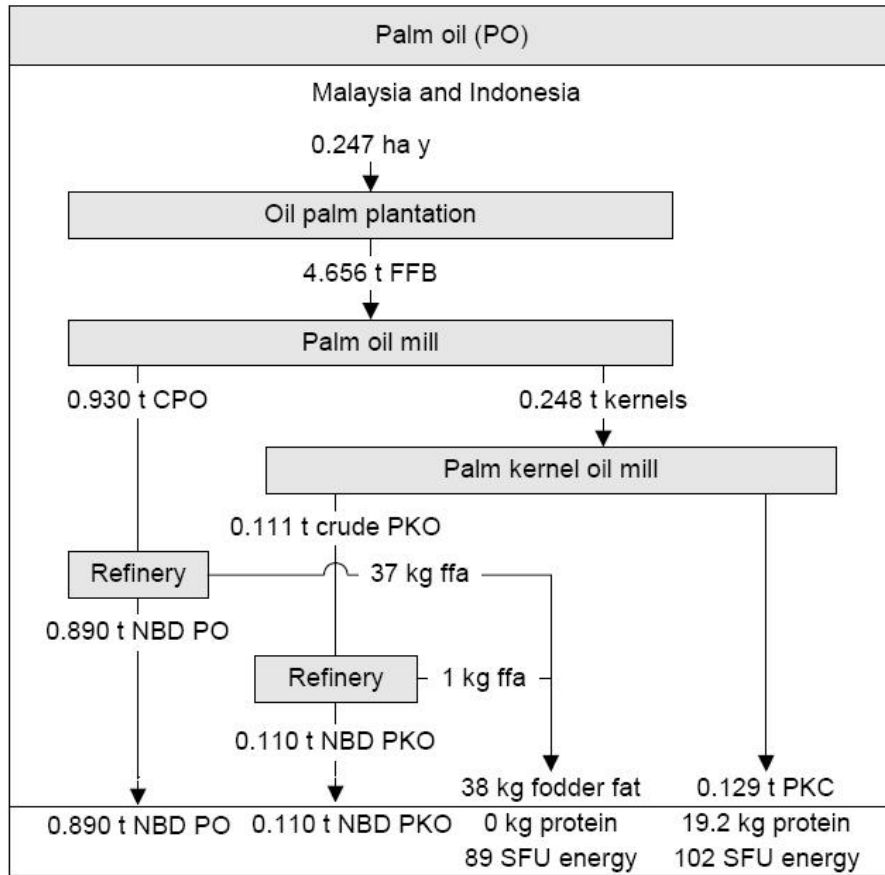 Palm oil (PO)
Malaysia and Indonesia
0.247 ha y
Oil palm plantation
4.656 t FFB
Palm oil mill
0.930 t CPO
0.248 t kernels
Palm kernel oil mill
0.111 t crude PKO
Refinery
37 kg ffa
0.890 t NBD PO
Refinery
1 kg ffa
0.110 t NBD PKO
38 kg fodder fat
0.129 t PKC
0.890 t NBD PO
0.110 t NBD PKO
0 kg protein
19.2 kg protein
89 SFU energy
102 SFU energy